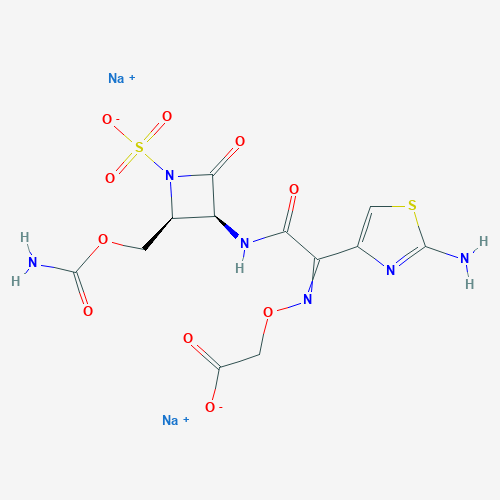 Na +
O - O
S
O N O
O
O H S
H N N
N H N H
H O O N H
O
O -
Na +